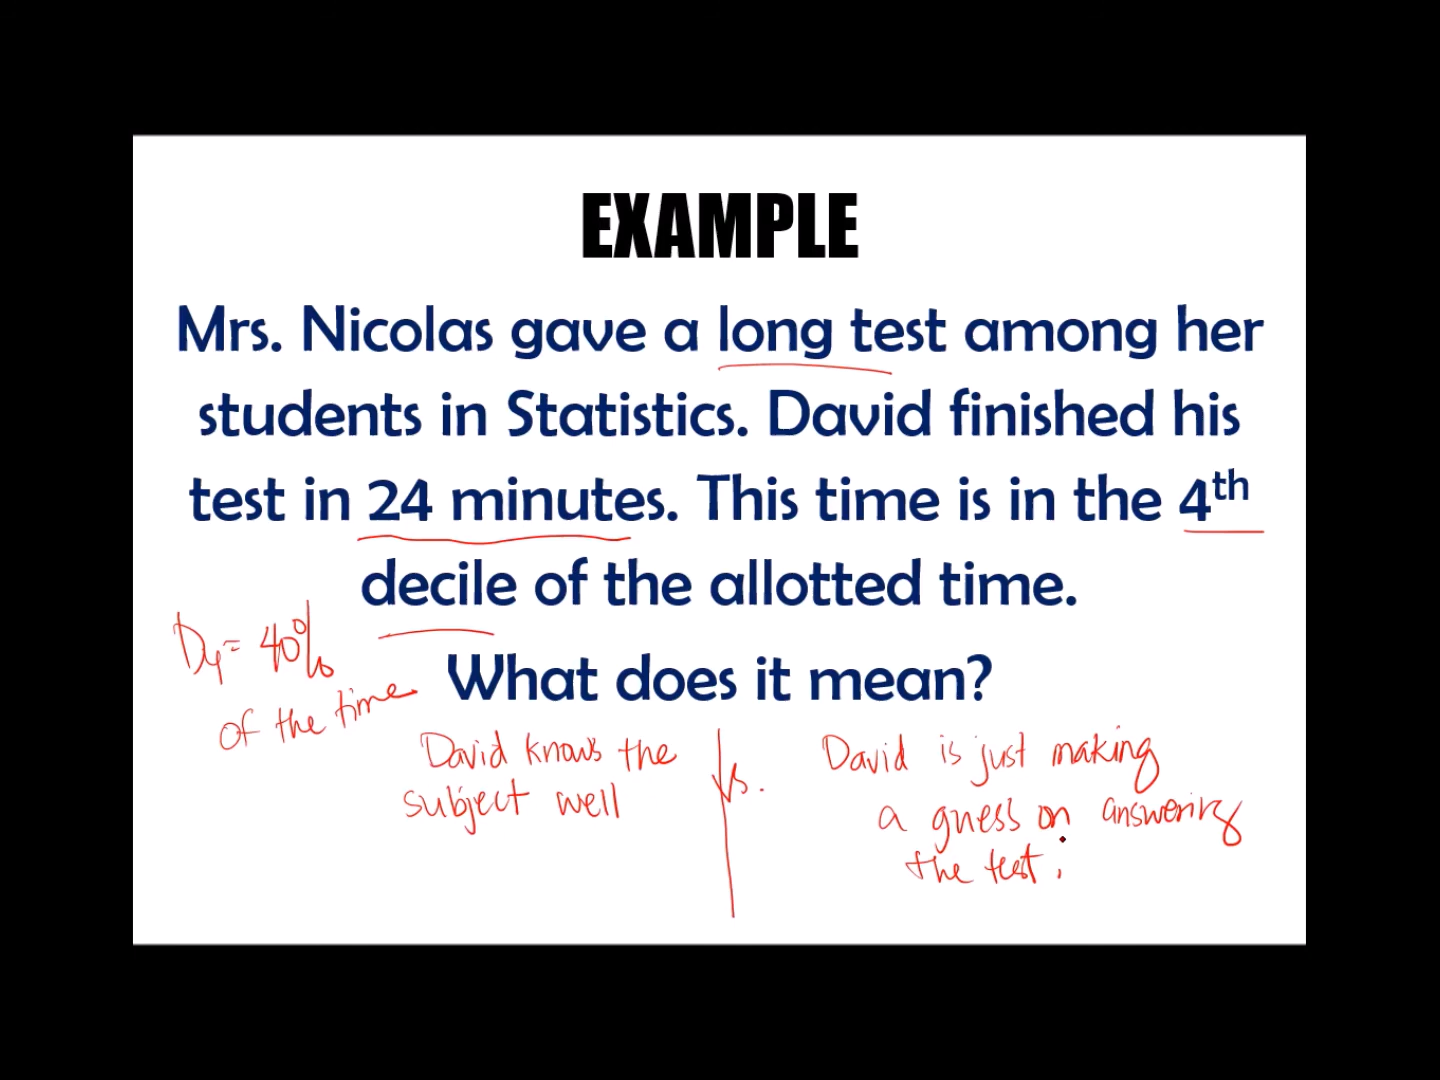 EXAMPLE
Mrs. Nicolas gave a long test among her
students in Statistics. David finished his
test in 24 minutes. This time is in the 4th
decile of the allotted time.
What does it mean?
D4 = 40%
of the time
David knows the
subject well
vs.
David is just making
a guess on answering
the test.